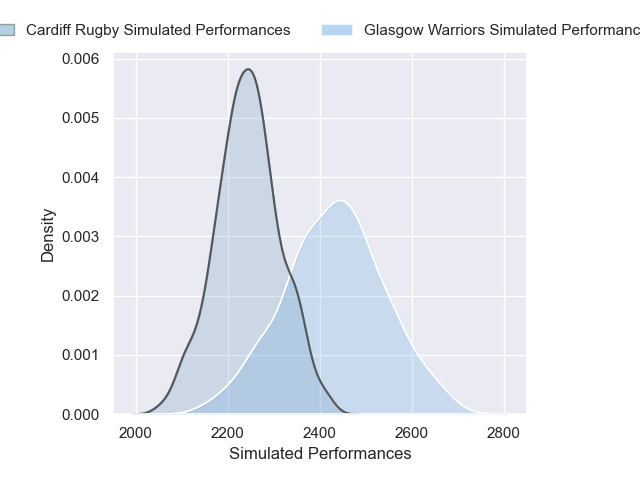 Cardiff Rugby Simulated Performances
Glasgow Warriors Simulated
0.006
0.005
0.004
0.003
0.002
0.001
0.000
Density
2000 2200 2400 2600 2800
Simulated Performances